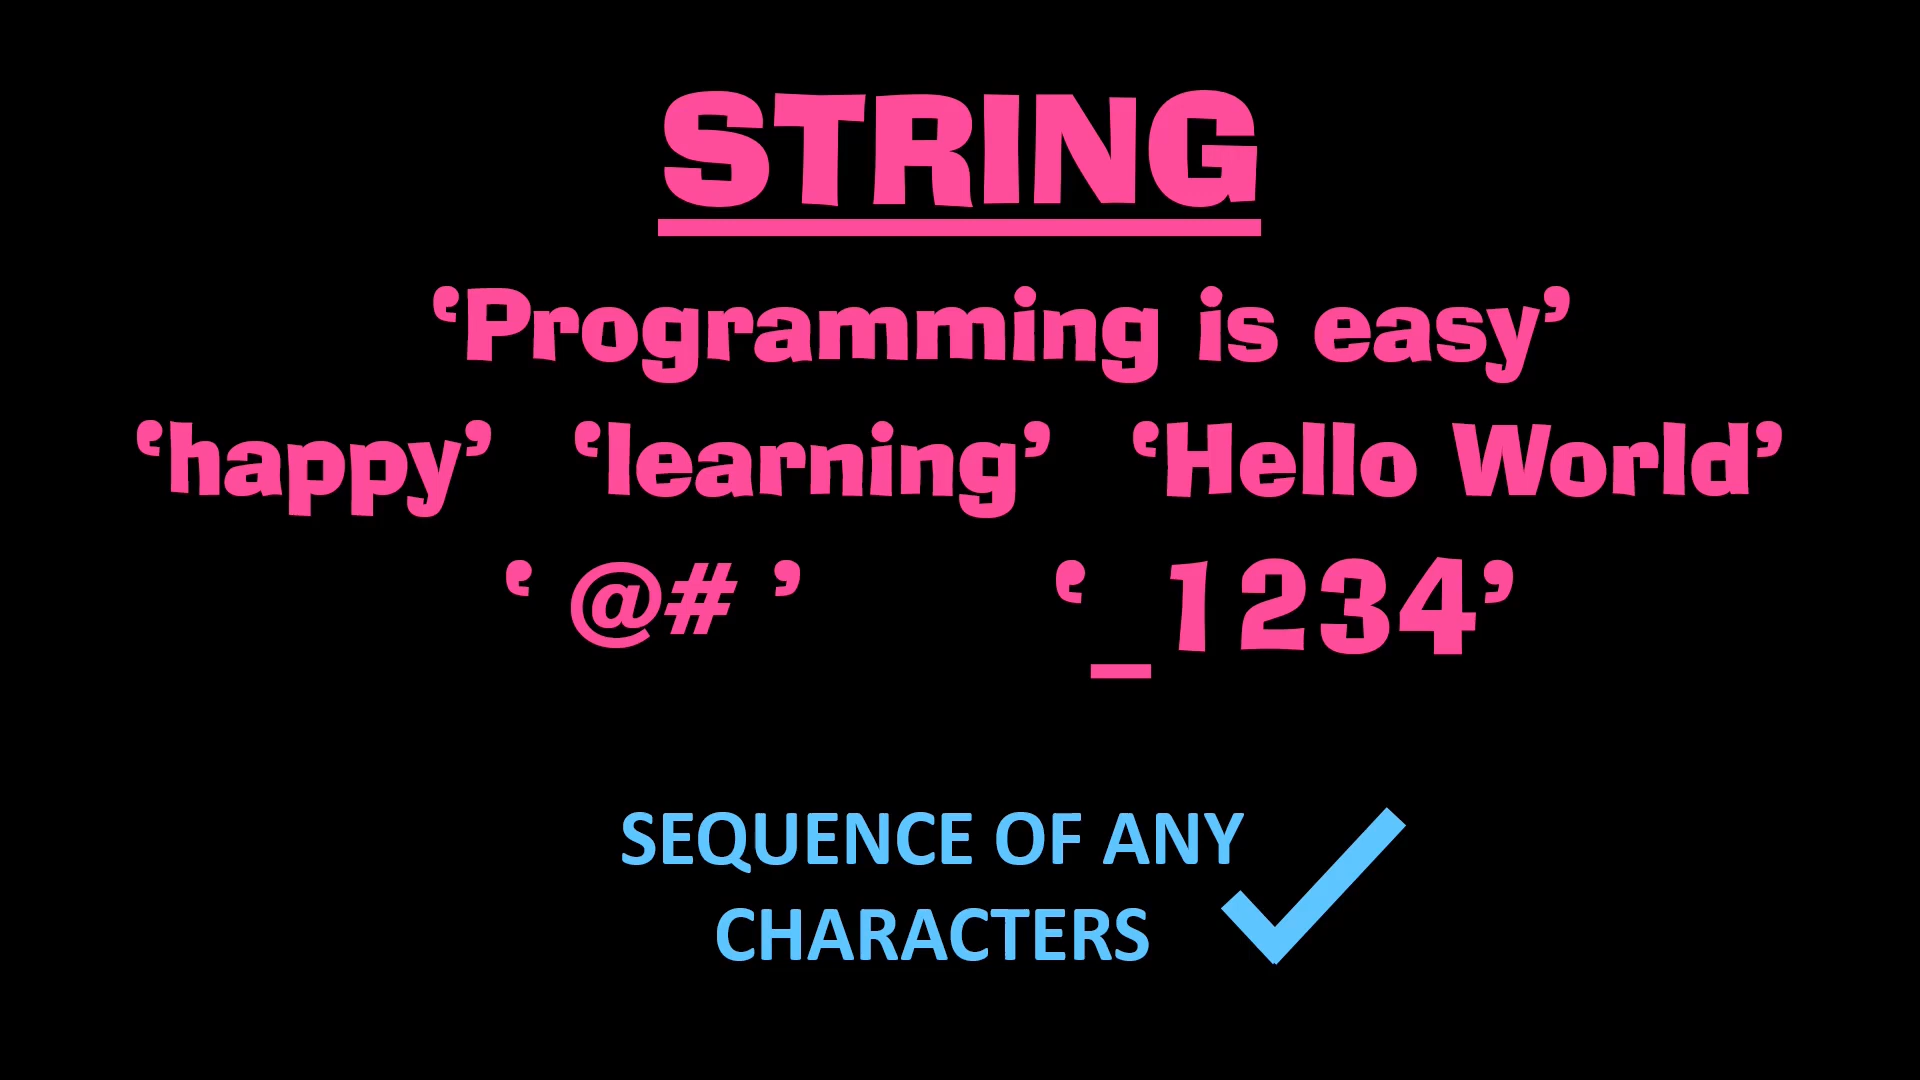 STRING
‘Programming is easy’
‘happy’ ‘learning’ ‘Hello World’
‘ @# ’ ‘_1234’
SEQUENCE OF ANY
CHARACTERS